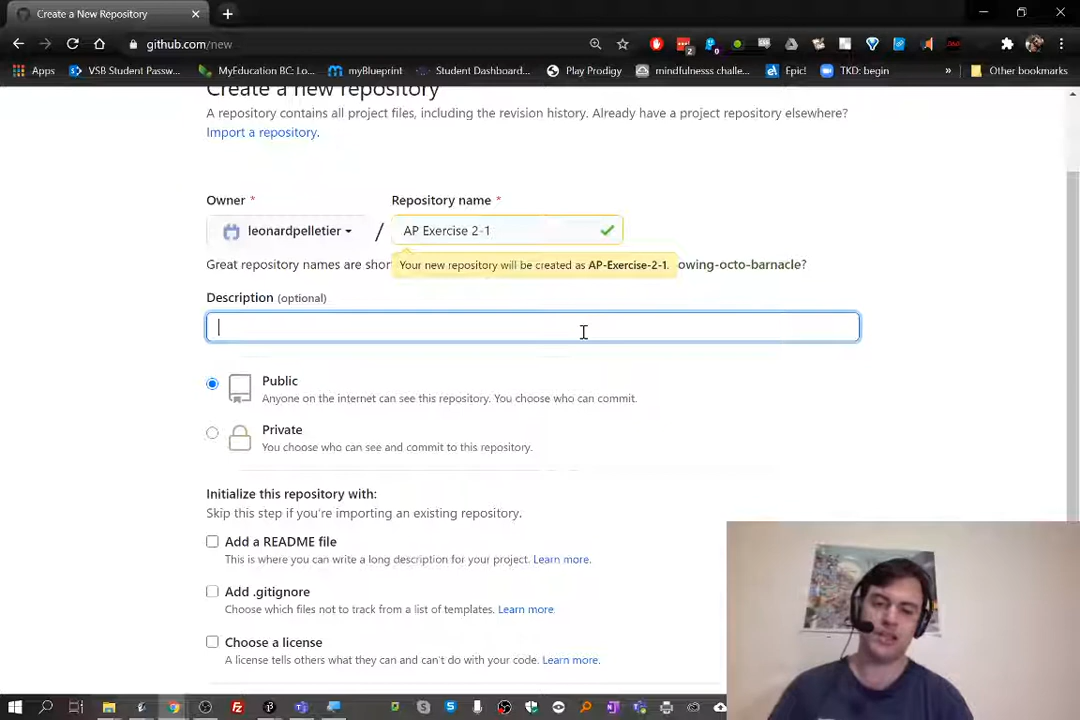 Create a New Repository
github.com/new
Apps
VSB Student Passw...
MyEducation BC: Lo...
myBlueprint
Student Dashboard...
Play Prodigy
mindfulnesss challe...
Epic!
TKD: begin
»
Other bookmarks
Create a new repository
A repository contains all project files, including the revision history. Already have a project repository elsewhere?
Import a repository.
Owner *
Repository name *
leonardpelletier
/
AP Exercise 2-1
Great repository names are shor
Your new repository will be created as AP-Exercise-2-1.
owing-octo-barnacle?
Description (optional)
Public
Anyone on the internet can see this repository. You choose who can commit.
Private
You choose who can see and commit to this repository.
Initialize this repository with:
Skip this step if you're importing an existing repository.
Add a README file
This is where you can write a long description for your project. Learn more.
Add .gitignore
Choose which files not to track from a list of templates. Learn more.
Choose a license
A license tells others what they can and can't do with your code. Learn more.